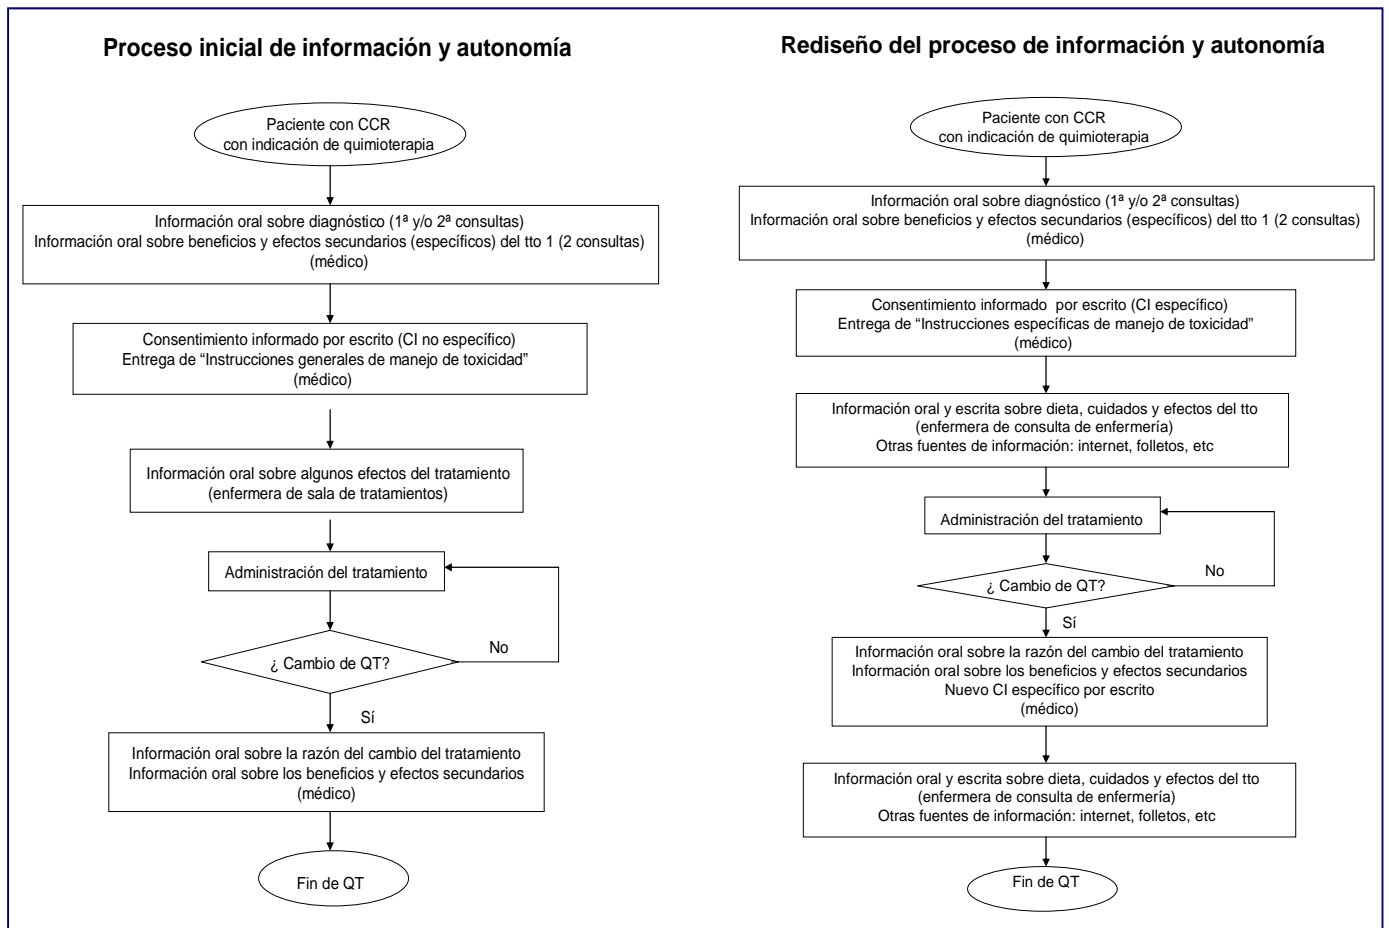 Proceso inicial de información y autonomía
Paciente con CCR
con indicación de quimioterapia
Información oral sobre diagnóstico (1ª y/o 2ª consultas)
Información oral sobre beneficios y efectos secundarios (específicos) del tto 1 (2 consultas)
(médico)
Consentimiento informado por escrito (CI no específico)
Entrega de “Instrucciones generales de manejo de toxicidad”
(médico)
Información oral sobre algunos efectos del tratamiento
(enfermera de sala de tratamientos)
Administración del tratamiento
¿ Cambio de QT?
No
Sí
Información oral sobre la razón del cambio del tratamiento
Información oral sobre los beneficios y efectos secundarios
(médico)
Fin de QT
Rediseño del proceso de información y autonomía
Paciente con CCR
con indicación de quimioterapia
Información oral sobre diagnóstico (1ª y/o 2ª consultas)
Información oral sobre beneficios y efectos secundarios (específicos) del tto 1 (2 consultas)
(médico)
Consentimiento informado por escrito (CI específico)
Entrega de “Instrucciones específicas de manejo de toxicidad”
(médico)
Información oral y escrita sobre dieta, cuidados y efectos del tto
(enfermera de consulta de enfermería)
Otras fuentes de información: internet, folletos, etc
Administración del tratamiento
¿ Cambio de QT?
No
Sí
Información oral sobre la razón del cambio del tratamiento
Información oral sobre los beneficios y efectos secundarios
Nuevo CI específico por escrito
(médico)
Información oral y escrita sobre dieta, cuidados y efectos del tto
(enfermera de consulta de enfermería)
Otras fuentes de información: internet, folletos, etc
Fin de QT